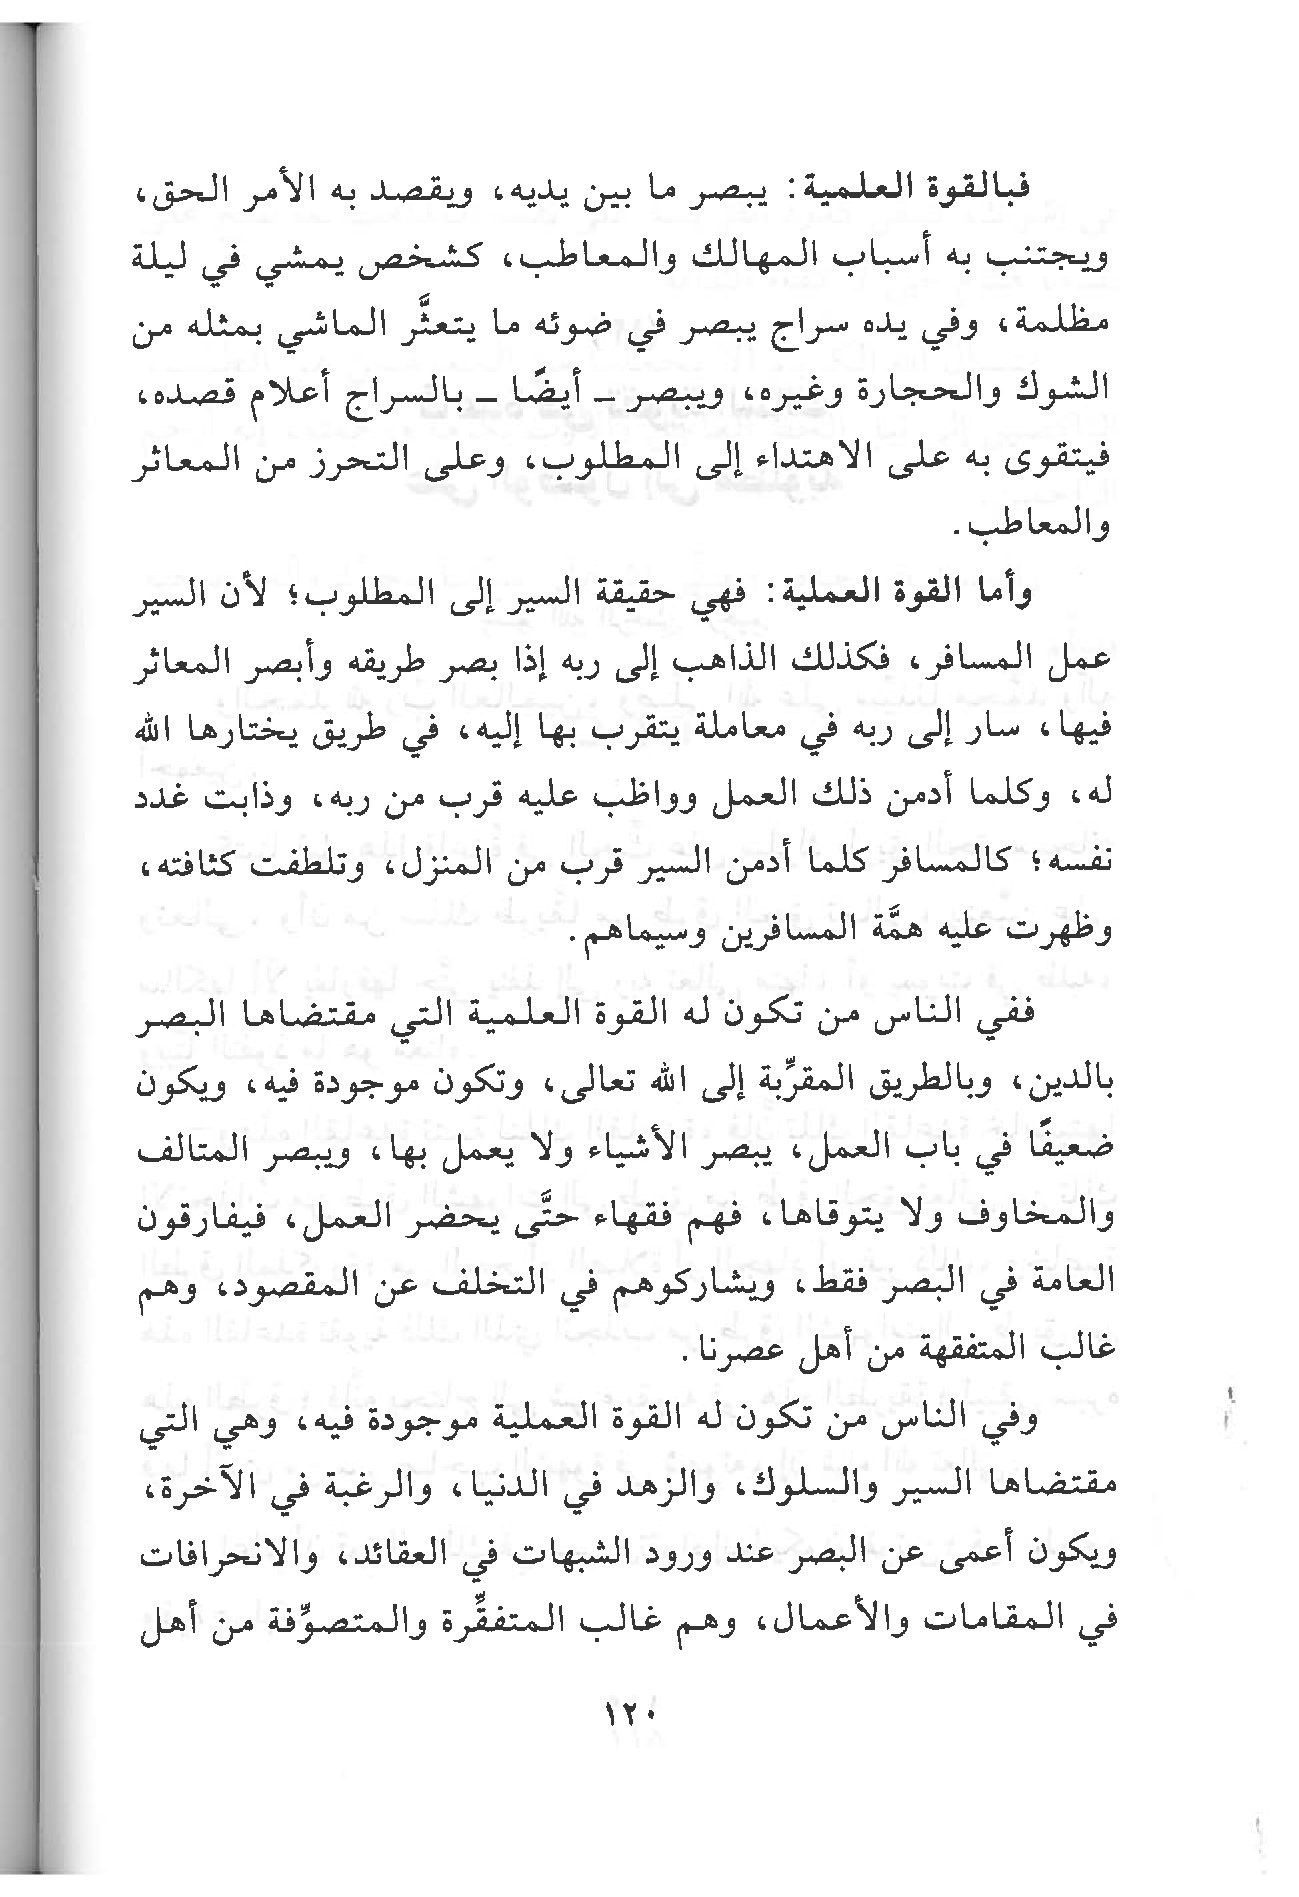 فبالقوة العلمية: يبصر ما بين يديه، ويقصد به الأمر الحق،
ويجتنب به أسباب المهالك والمعاطب، كشخص يمشي في ليلة
مظلمة، وفي يده سراج يبصر في ضوئه ما يتعثَّر الماشي بمثله من
الشوك والحجارة وغيره، ويبصر ـ أيضًا ـ بالسراج أعلام قصده،
فيتقوى به على الاهتداء إلى المطلوب، وعلى التحرز من المعاثر
والمعاطب.
وأما القوة العملية: فهي حقيقة السير إلى المطلوب؛ لأن السير
عمل المسافر، فكذلك الذاهب إلى ربه إذا بصر طريقه وأبصر المعاثر
فيها، سار إلى ربه في معاملة يتقرب بها إليه، في طريق يختارها الله
له، وكلما أدمن ذلك العمل وواظب عليه قرب من ربه، وذابت غدد
نفسه؛ كالمسافر كلما أدمن السير قرب من المنزل، وتلطفت كثافته،
وظهرت عليه همَّة المسافرين وسيماهم.
ففي الناس من تكون له القوة العلمية التي مقتضاها البصر
بالدين، وبالطريق المقرِّبة إلى الله تعالى، وتكون موجودة فيه، ويكون
ضعيفًا في باب العمل، يبصر الأشياء ولا يعمل بها، ويبصر المتالف
والمخاوف ولا يتوقاها، فهم فقهاء حتَّى يحضر العمل، فيفارقون
العامة في البصر فقط، ويشاركوهم في التخلف عن المقصود، وهم
غالب المتفقهة من أهل عصرنا.
وفي الناس من تكون له القوة العملية موجودة فيه، وهي التي
مقتضاها السير والسلوك، والزهد في الدنيا، والرغبة في الآخرة،
ويكون أعمى عن البصر عند ورود الشبهات في العقائد، والانحرافات
في المقامات والأعمال، وهم غالب المتفقِّرة والمتصوِّفة من أهل
١٢٠